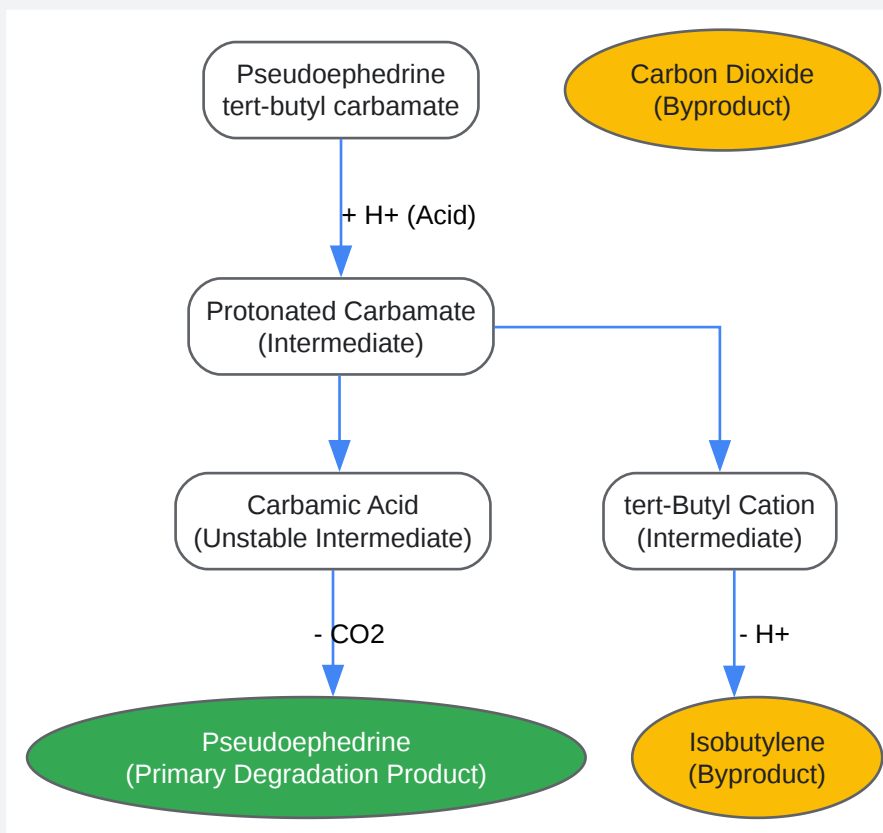 Pseudoephedrine
tert-butyl carbamate
Carbon Dioxide
(Byproduct)
+ H+ (Acid)
Protonated Carbamate
(Intermediate)
Carbamic Acid
(Unstable Intermediate)
tert-Butyl Cation
(Intermediate)
- CO2
- H+
Pseudoephedrine
(Primary Degradation Product)
Isobutylene
(Byproduct)